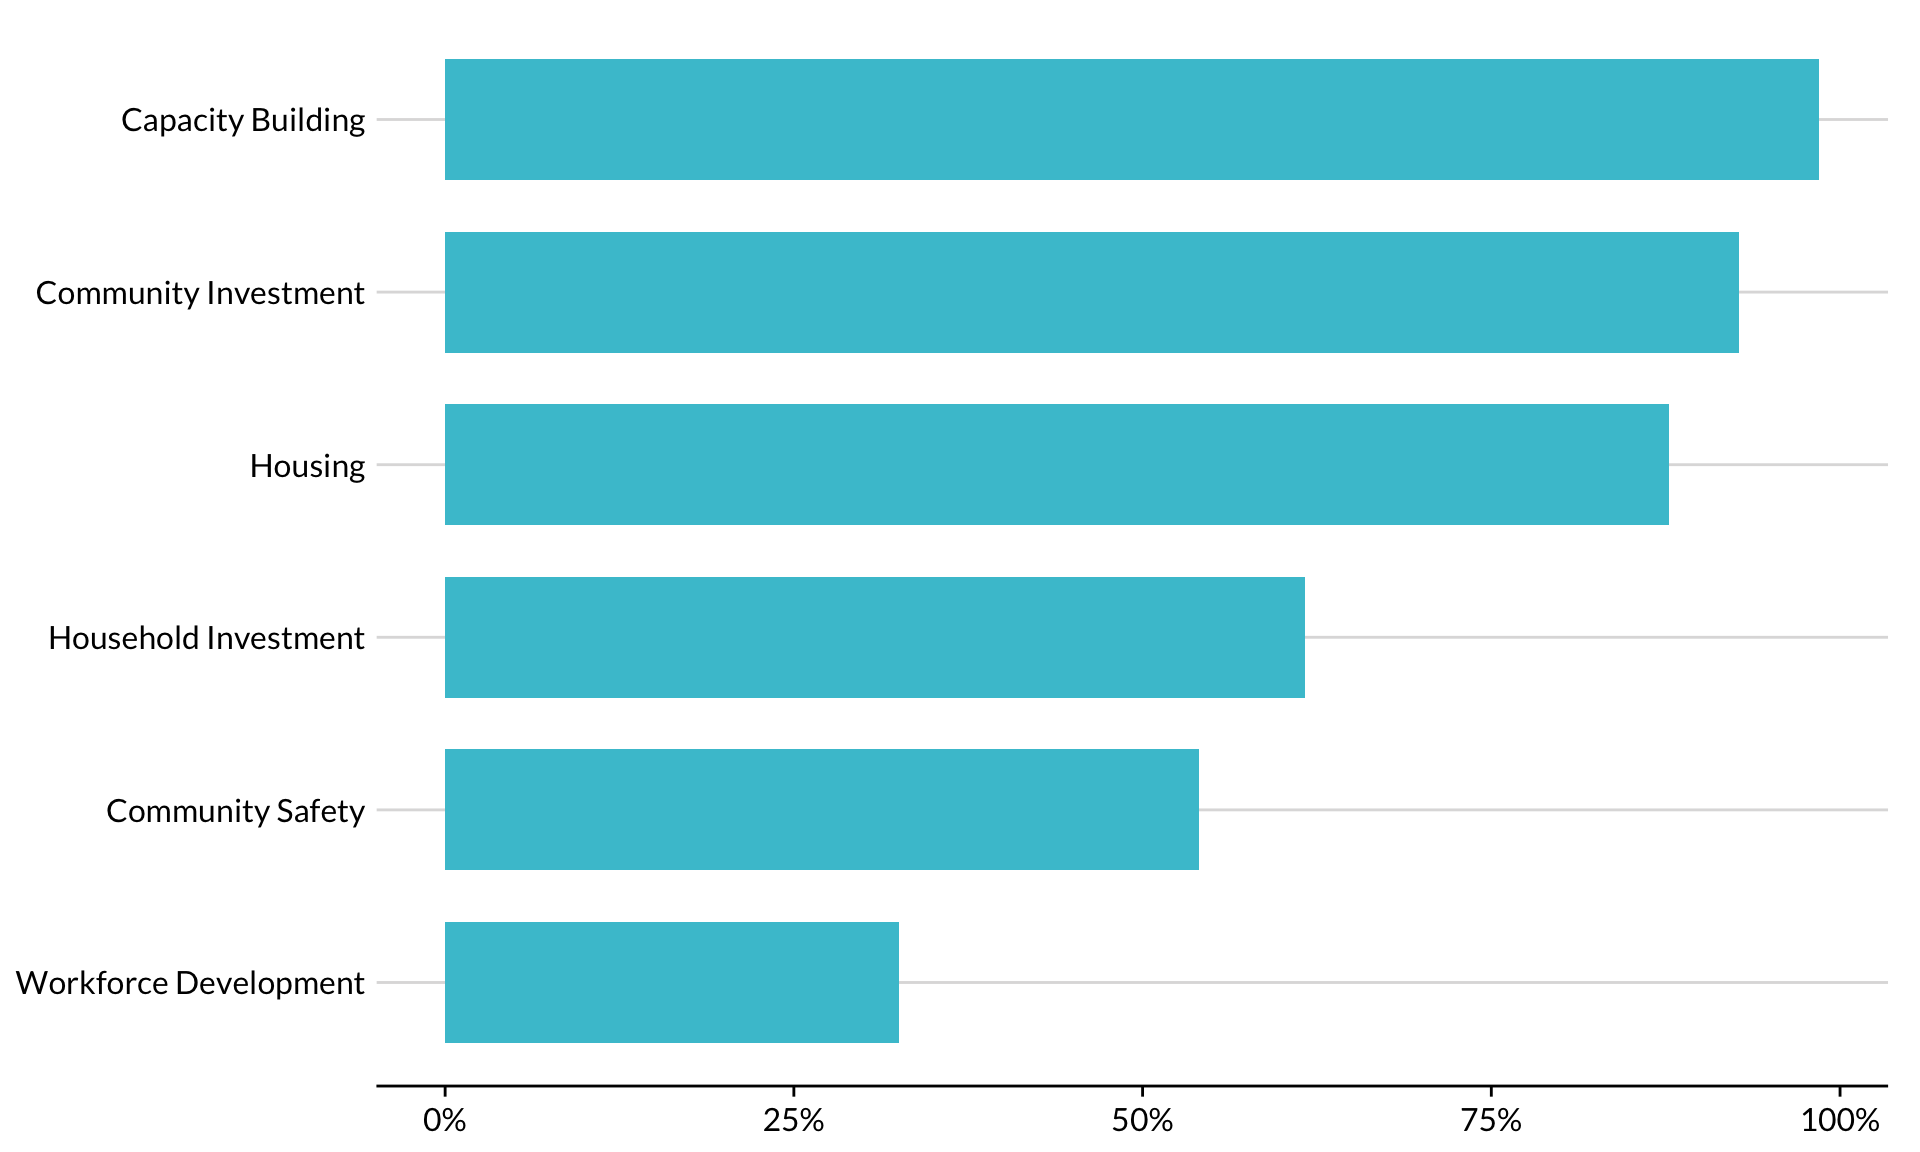 Capacity Building
Community Investment
Housing
Household Investment
Community Safety
Workforce Development
0% 25% 50% 75% 100%